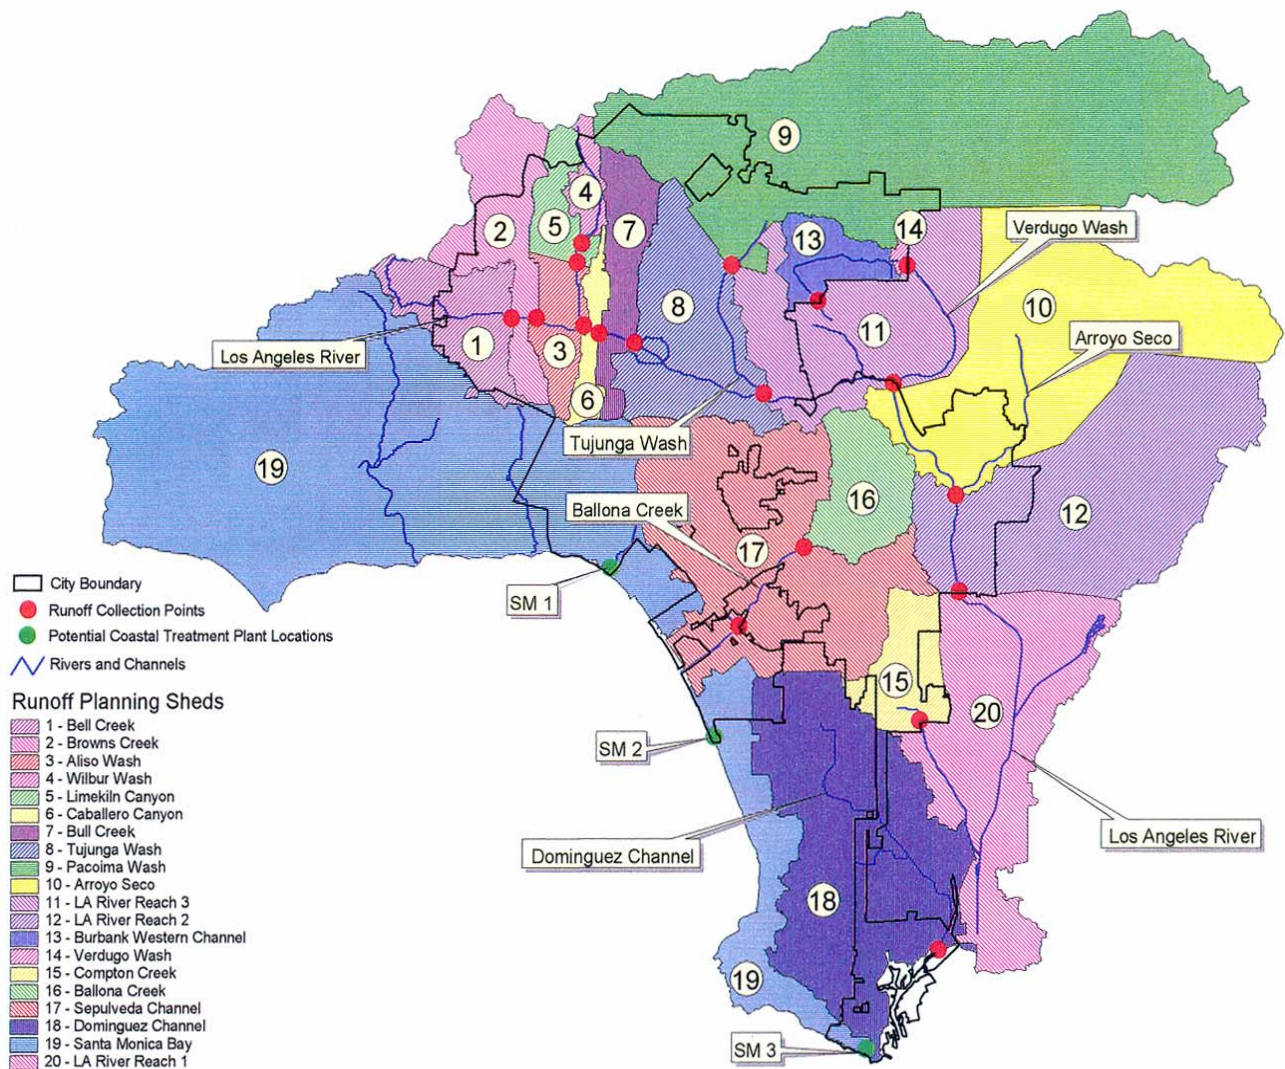 9
4
5
2
7
14
13
Verdugo Wash
8
10
11
Arroyo Seco
Los Angeles River
1
3
6
Tujunga Wash
19
Ballona Creek
16
12
17
City Boundary
SM 1
Runoff Collection Points
Potential Coastal Treatment Plant Locations
Rivers and Channels
15
20
Runoff Planning Sheds
SM 2
1 - Bell Creek
2 - Browns Creek
3 - Aliso Wash
4 - Wilbur Wash
5 - Limekiln Canyon
6 - Caballero Canyon
7 - Bull Creek
8 - Tujunga Wash
9 - Pacoima Wash
10 - Arroyo Seco
11 - LA River Reach 3
12 - LA River Reach 2
13 - Burbank Western Channel
14 - Verdugo Wash
15 - Compton Creek
16 - Ballona Creek
17 - Sepulveda Channel
18 - Dominguez Channel
19 - Santa Monica Bay
20 - LA River Reach 1
Los Angeles River
Dominguez Channel
18
19
SM 3